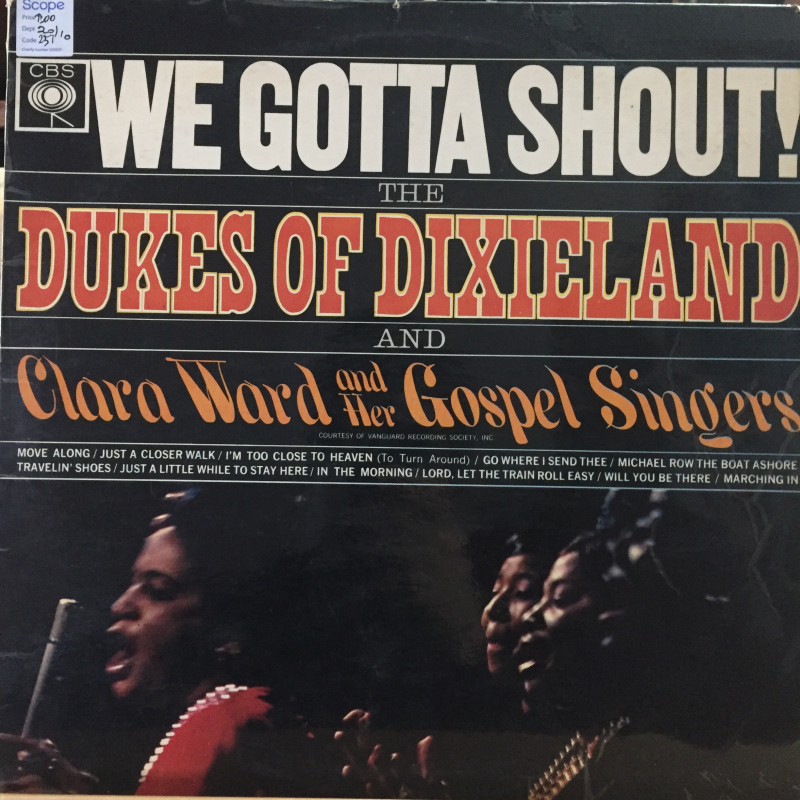 Scope
Price
Dept
Code
CBS
WE GOTTA SHOUT!
THE
DUKES OF DIXIELAND
AND
Clara Ward and Her Gospel Singers
COURTESY OF VANGUARD RECORDING SOCIETY, INC
MOVE ALONG / JUST A CLOSER WALK / I'M TOO CLOSE TO HEAVEN (To Turn Around) / GO WHERE I SEND THEE / MICHAEL ROW THE BOAT ASHORE
TRAVELIN' SHOES / JUST A LITTLE WHILE TO STAY HERE / IN THE MORNING / LORD, LET THE TRAIN ROLL EASY / WILL YOU BE THERE / MARCHING IN